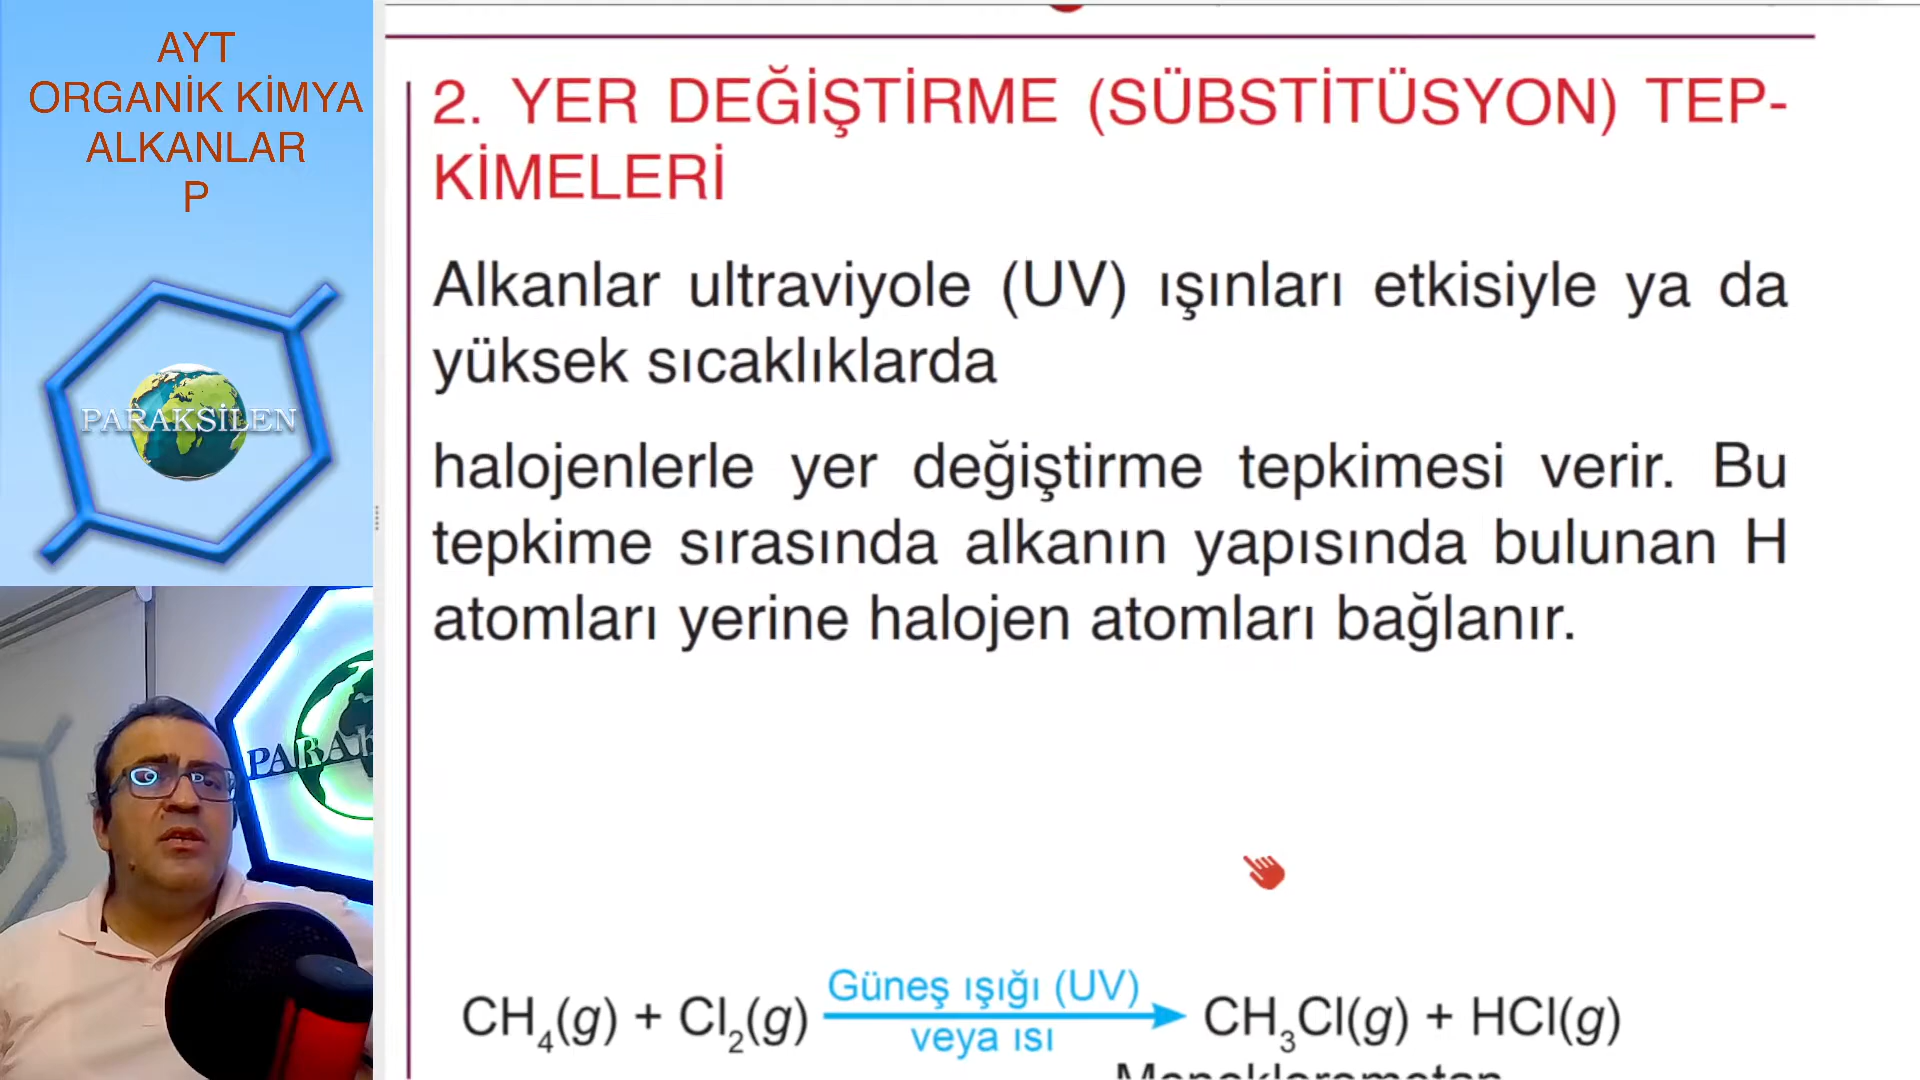 AYT
ORGANİK KİMYA
ALKANLAR
P
PARAKSİLEN
2. YER DEĞİŞTİRME (SÜBSTİTÜSYON) TEP-
KİMELERİ
Alkanlar ultraviyole (UV) ışınları etkisiyle ya da
yüksek sıcaklıklarda
halojenlerle yer değiştirme tepkimesi verir. Bu
tepkime sırasında alkanın yapısında bulunan H
atomları yerine halojen atomları bağlanır.
Güneş ışığı (UV)
CH₄(g) + Cl₂(g) → CH₃Cl(g) + HCl(g)
veya ısı
Monoklorometan
PARAK